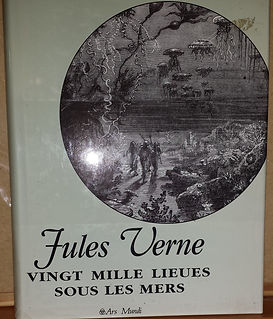 Jules Verne
VINGT MILLE LIEUES
SOUS LES MERS
Ars Mundi